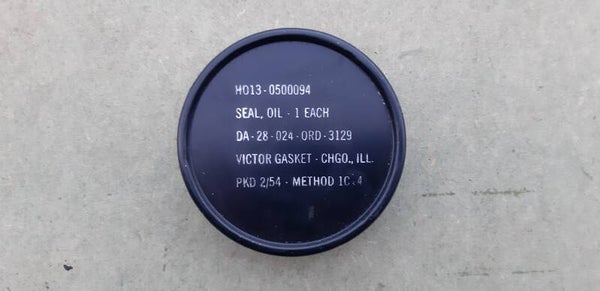 H013-0500094
SEAL, OIL - 1 EACH
DA-28-024-ORD-3129
VICTOR GASKET - CHGO., ILL.
PKD 2/54 - METHOD